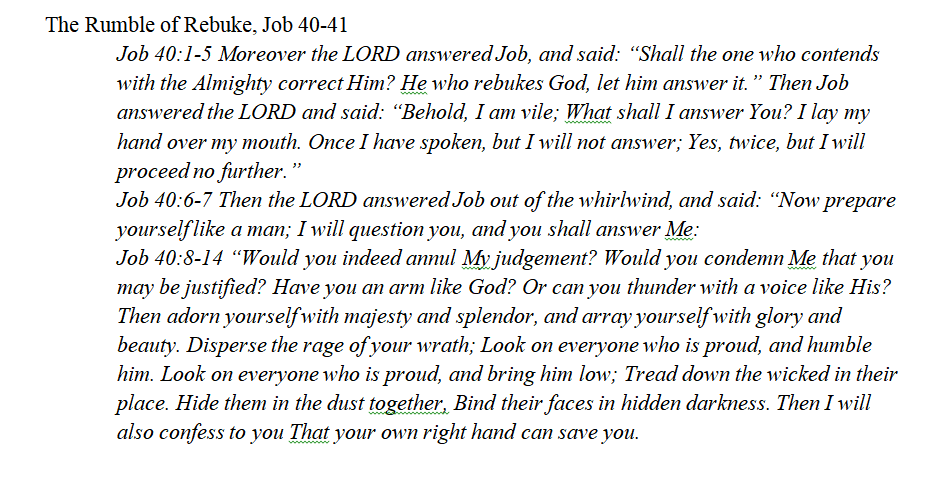 The Rumble of Rebuke, Job 40-41
Job 40:1-5 Moreover the LORD answered Job, and said: “Shall the one who contends
with the Almighty correct Him? He who rebukes God, let him answer it.” Then Job
answered the LORD and said: “Behold, I am vile; What shall I answer You? I lay my
hand over my mouth. Once I have spoken, but I will not answer; Yes, twice, but I will
proceed no further.”
Job 40:6-7 Then the LORD answered Job out of the whirlwind, and said: “Now prepare
yourself like a man; I will question you, and you shall answer Me:
Job 40:8-14 “Would you indeed annul My judgement? Would you condemn Me that you
may be justified? Have you an arm like God? Or can you thunder with a voice like His?
Then adorn yourself with majesty and splendor, and array yourself with glory and
beauty. Disperse the rage of your wrath; Look on everyone who is proud, and humble
him. Look on everyone who is proud, and bring him low; Tread down the wicked in their
place. Hide them in the dust together, Bind their faces in hidden darkness. Then I will
also confess to you That your own right hand can save you.